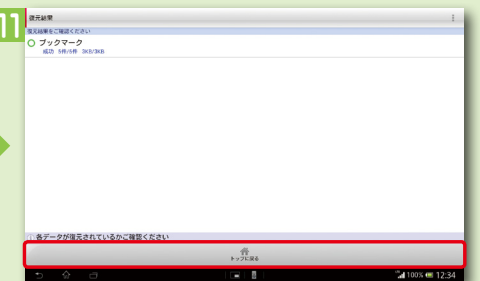 11
復元結果
復元結果をご確認ください
ブックマーク
成功 5件/5件 3KB/3KB
各データが復元されているかご確認ください
トップに戻る
100% 12:34